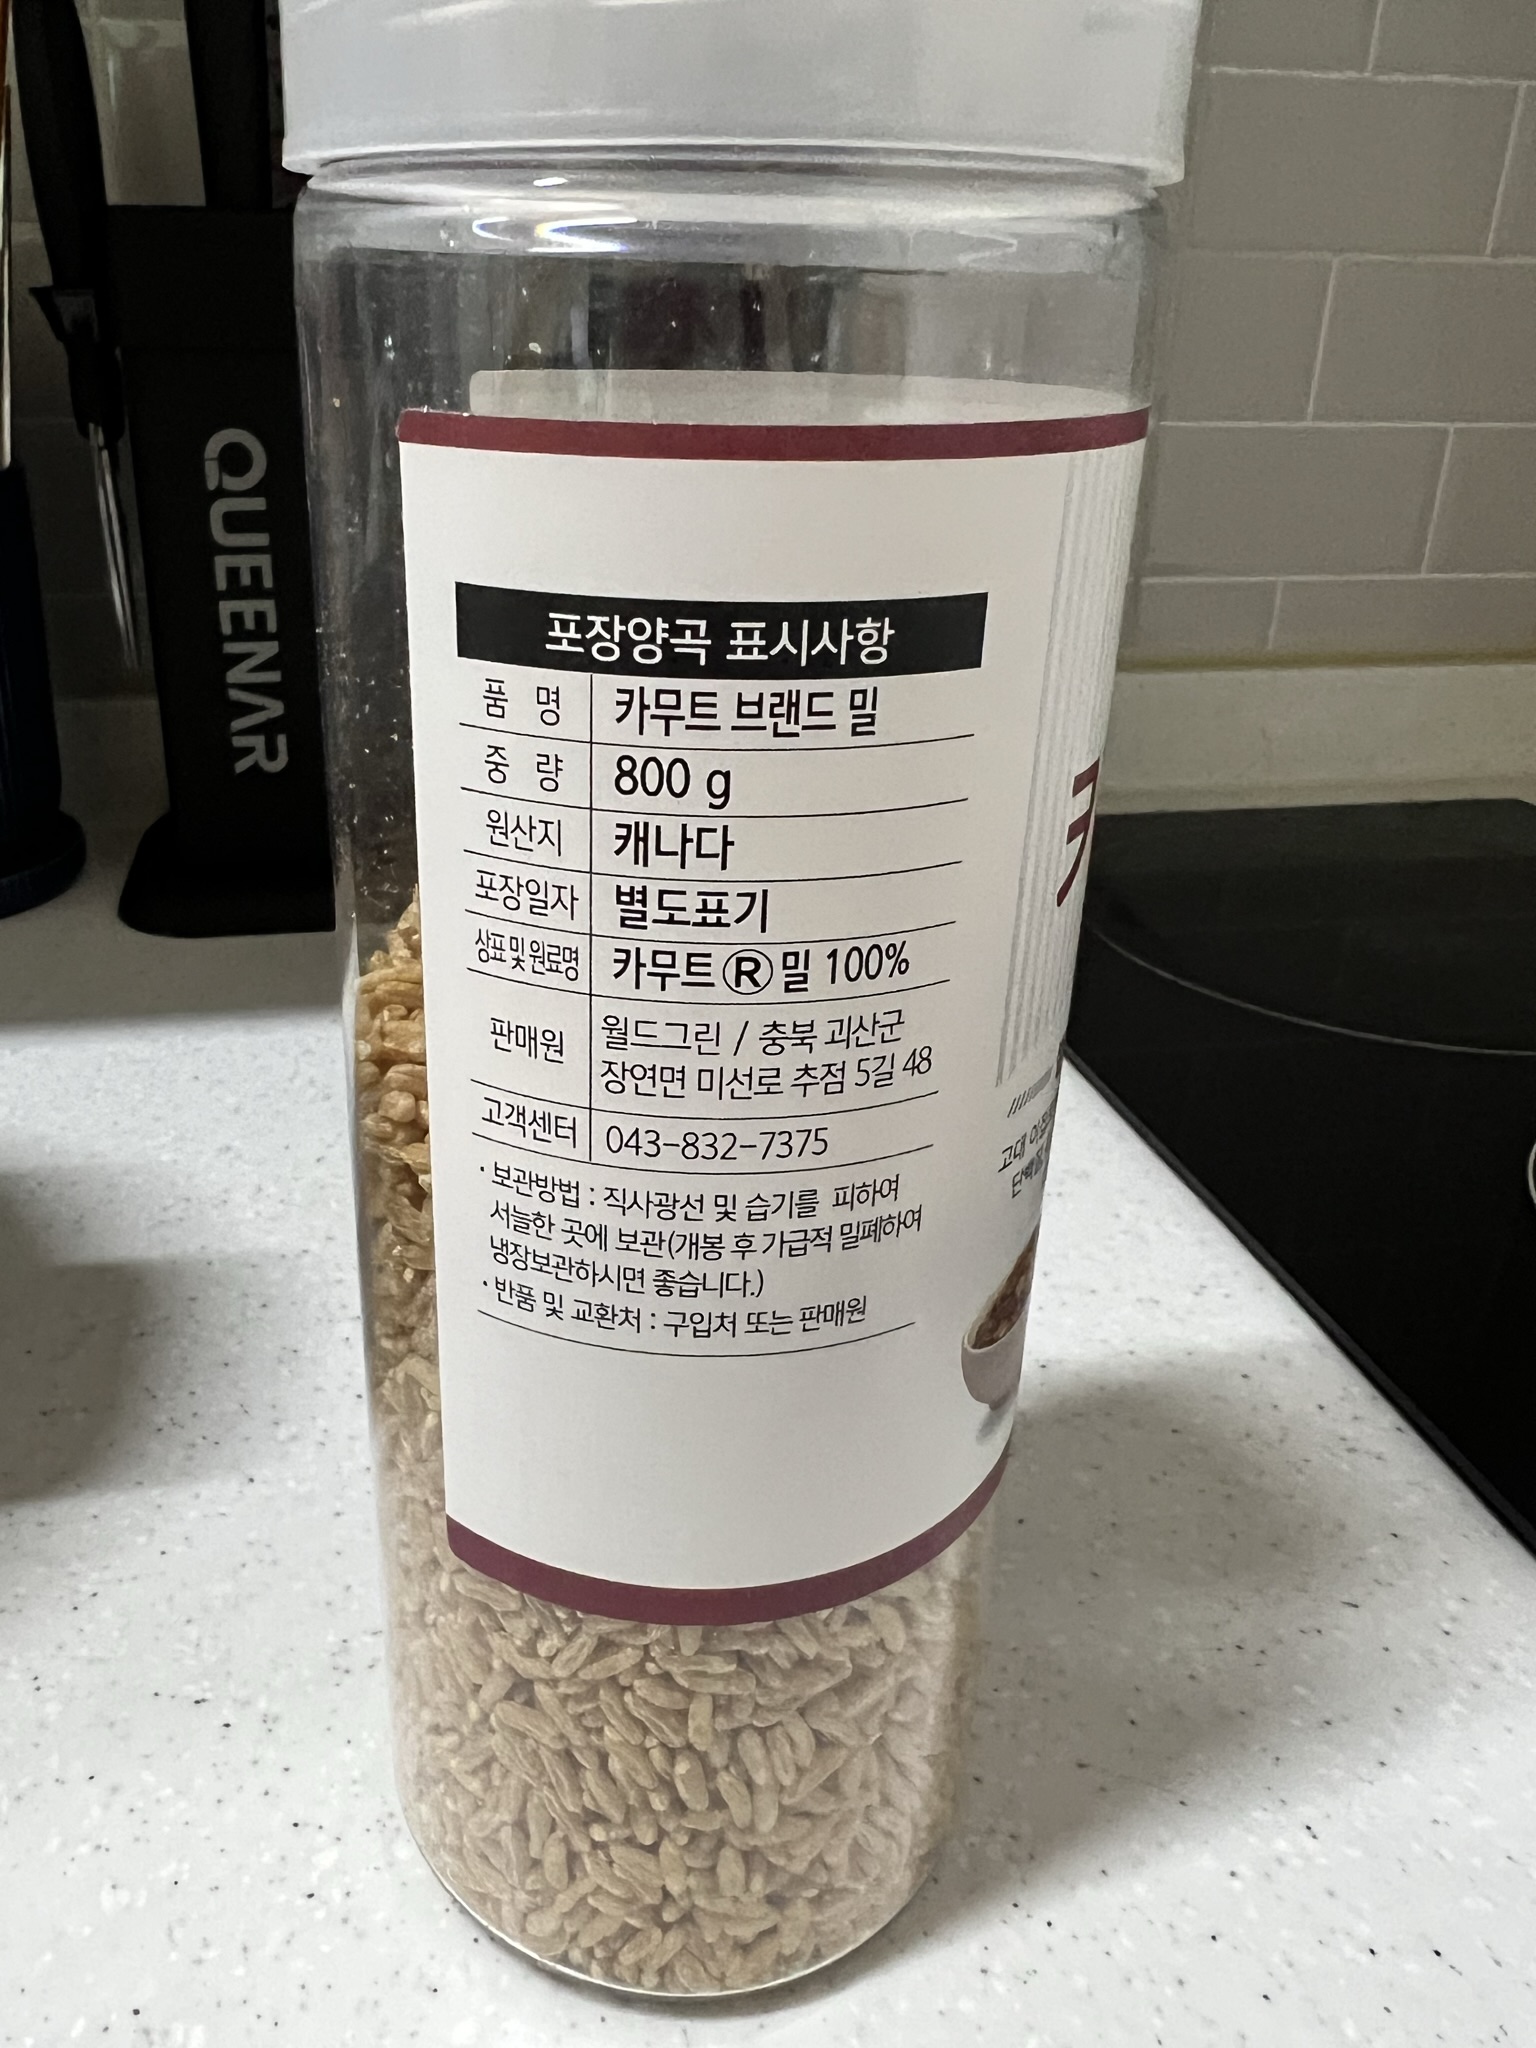 QUEENAR
포장양곡 표시사항
품 명 카무트 브랜드 밀
중 량 800 g
원산지 캐나다
포장일자 별도표기
상표 및 원료명 카무트 ® 밀 100%
판매원 월드그린 / 충북 괴산군
장연면 미선로 추점 5길 48
고객센터 043-832-7375
· 보관방법 : 직사광선 및 습기를 피하여
서늘한 곳에 보관(개봉 후 가급적 밀폐하여
냉장보관하시면 좋습니다.)
· 반품 및 교환처 : 구입처 또는 판매원
고대